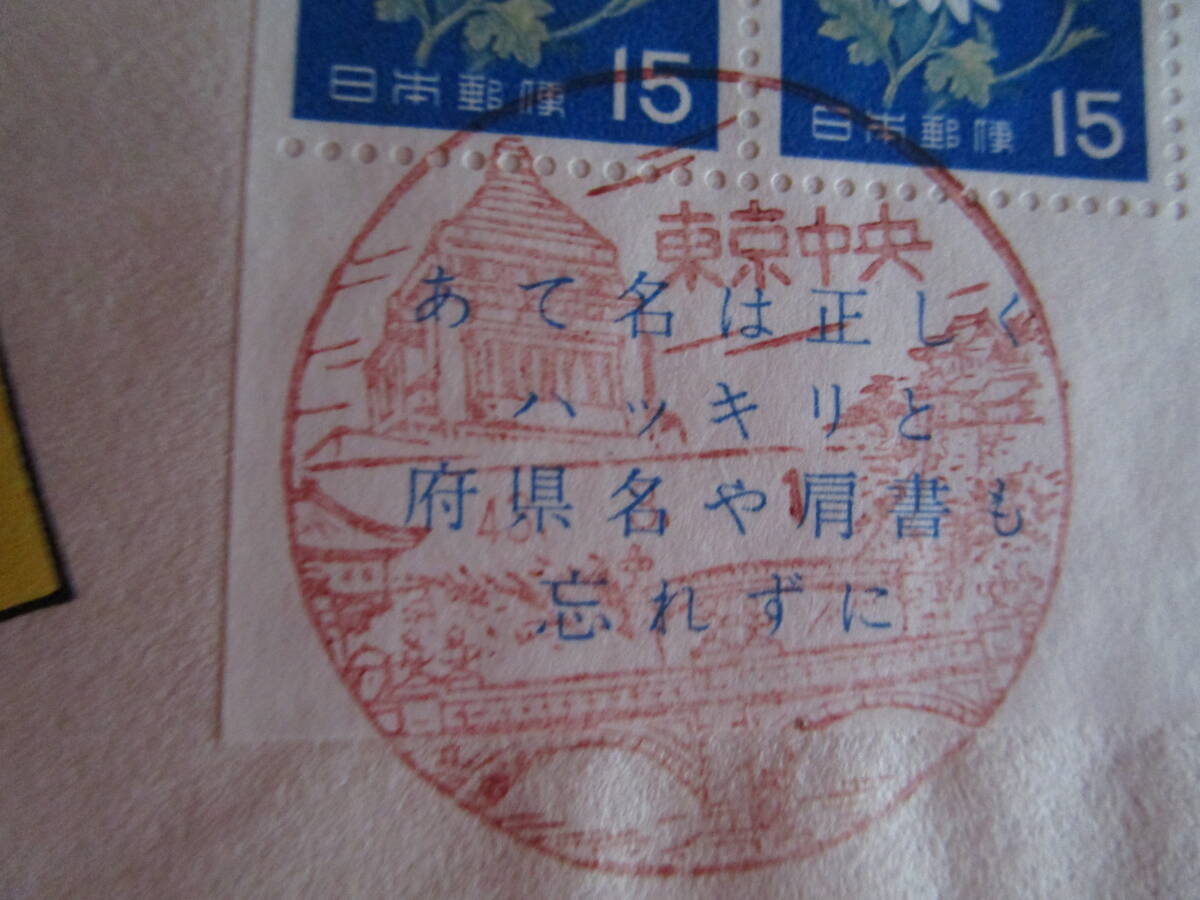 日本郵便 15
日本郵便 15
東京中央
あて名は正しく
ハッキリと
府県名や肩書も
忘れずに